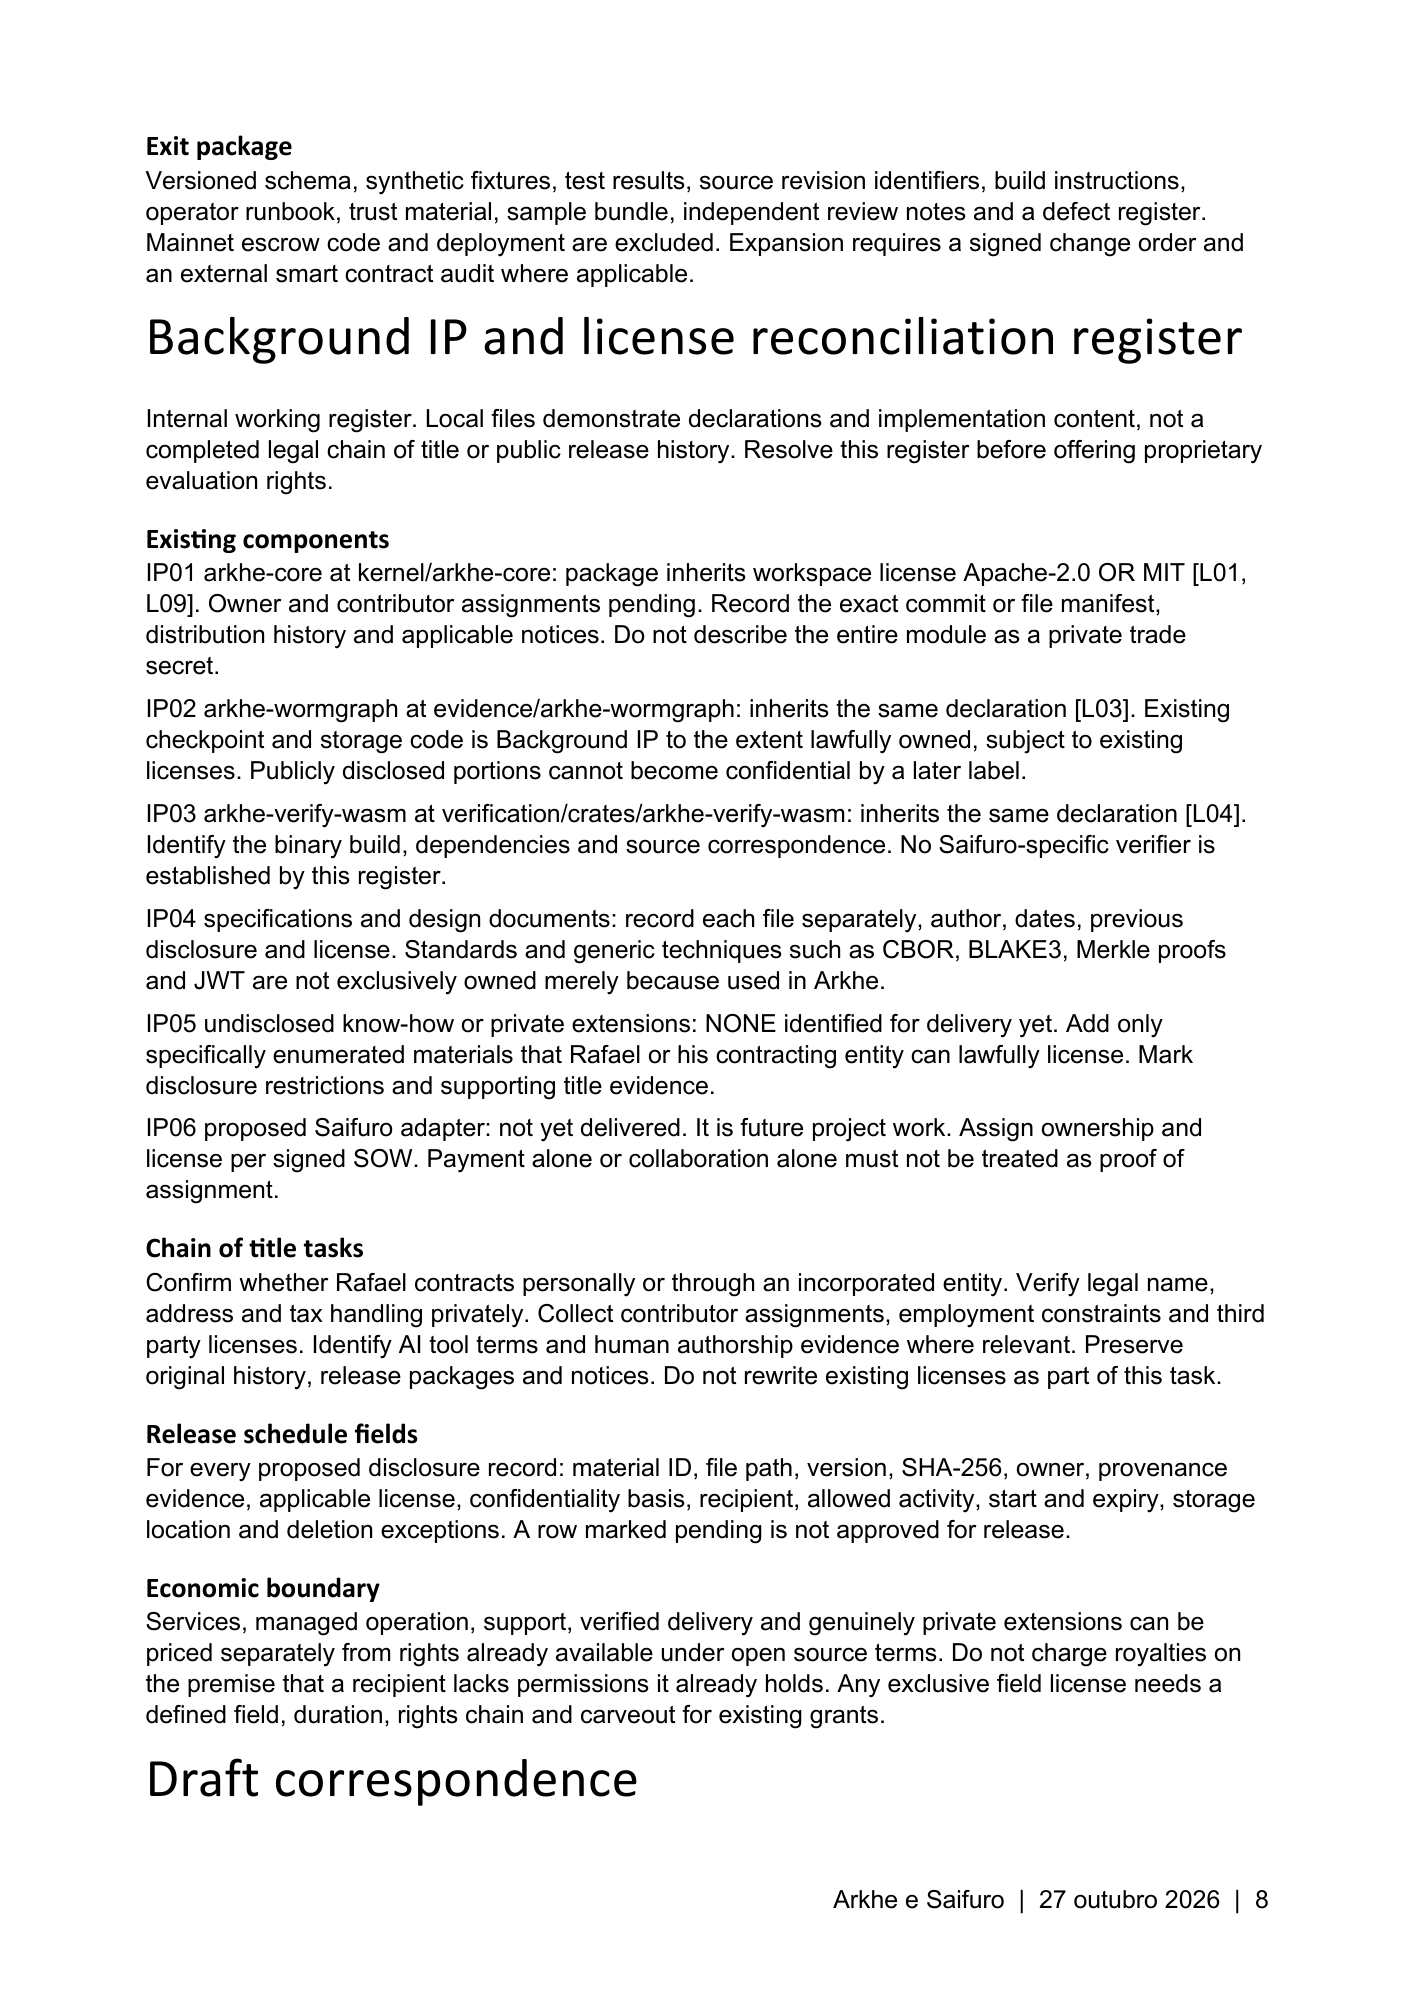 Exit package
Versioned schema, synthetic fixtures, test results, source revision identifiers, build instructions,
operator runbook, trust material, sample bundle, independent review notes and a defect register.
Mainnet escrow code and deployment are excluded. Expansion requires a signed change order and
an external smart contract audit where applicable.
Background IP and license reconciliation register
Internal working register. Local files demonstrate declarations and implementation content, not a
completed legal chain of title or public release history. Resolve this register before offering proprietary
evaluation rights.
Existing components
IP01 arkhe-core at kernel/arkhe-core: package inherits workspace license Apache-2.0 OR MIT [L01,
L09]. Owner and contributor assignments pending. Record the exact commit or file manifest,
distribution history and applicable notices. Do not describe the entire module as a private trade
secret.
IP02 arkhe-wormgraph at evidence/arkhe-wormgraph: inherits the same declaration [L03]. Existing
checkpoint and storage code is Background IP to the extent lawfully owned, subject to existing
licenses. Publicly disclosed portions cannot become confidential by a later label.
IP03 arkhe-verify-wasm at verification/crates/arkhe-verify-wasm: inherits the same declaration [L04].
Identify the binary build, dependencies and source correspondence. No Saifuro-specific verifier is
established by this register.
IP04 specifications and design documents: record each file separately, author, dates, previous
disclosure and license. Standards and generic techniques such as CBOR, BLAKE3, Merkle proofs
and JWT are not exclusively owned merely because used in Arkhe.
IP05 undisclosed know-how or private extensions: NONE identified for delivery yet. Add only
specifically enumerated materials that Rafael or his contracting entity can lawfully license. Mark
disclosure restrictions and supporting title evidence.
IP06 proposed Saifuro adapter: not yet delivered. It is future project work. Assign ownership and
license per signed SOW. Payment alone or collaboration alone must not be treated as proof of
assignment.
Chain of title tasks
Confirm whether Rafael contracts personally or through an incorporated entity. Verify legal name,
address and tax handling privately. Collect contributor assignments, employment constraints and third
party licenses. Identify AI tool terms and human authorship evidence where relevant. Preserve
original history, release packages and notices. Do not rewrite existing licenses as part of this task.
Release schedule fields
For every proposed disclosure record: material ID, file path, version, SHA-256, owner, provenance
evidence, applicable license, confidentiality basis, recipient, allowed activity, start and expiry, storage
location and deletion exceptions. A row marked pending is not approved for release.
Economic boundary
Services, managed operation, support, verified delivery and genuinely private extensions can be
priced separately from rights already available under open source terms. Do not charge royalties on
the premise that a recipient lacks permissions it already holds. Any exclusive field license needs a
defined field, duration, rights chain and carveout for existing grants.
Draft correspondence
Arkhe e Saifuro | 27 outubro 2026 | 8